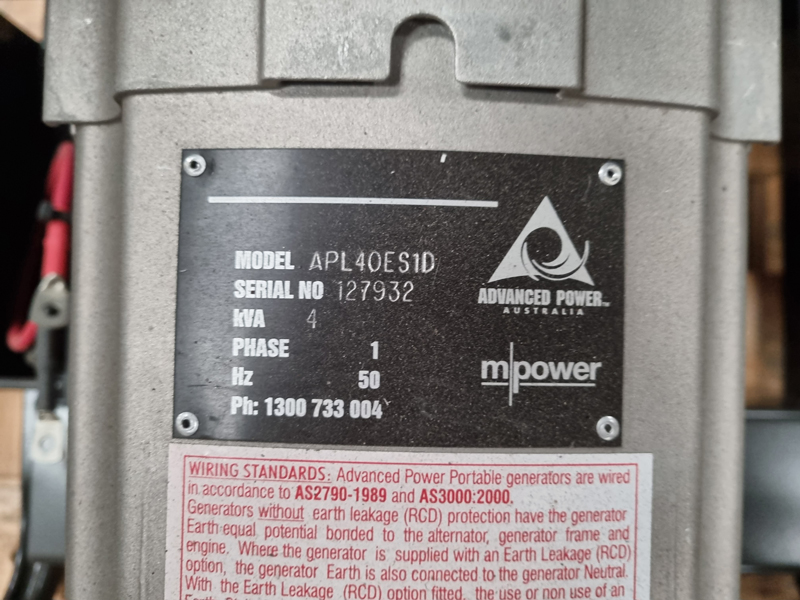 MODEL APL40ES1D
SERIAL NO 127932
kVA 4
PHASE 1
Hz 50
Ph: 1300 733 004
ADVANCED POWER™
AUSTRALIA
m|power
WIRING STANDARDS: Advanced Power Portable generators are wired
in accordance to AS2790-1989 and AS3000:2000.
Generators without earth leakage (RCD) protection have the generator
Earth equal potential bonded to the alternator, generator frame and
engine. Where the generator is supplied with an Earth Leakage (RCD)
option, the generator Earth is also connected to the generator Neutral.
With the Earth Leakage (RCD) option fitted, the use or non use of an